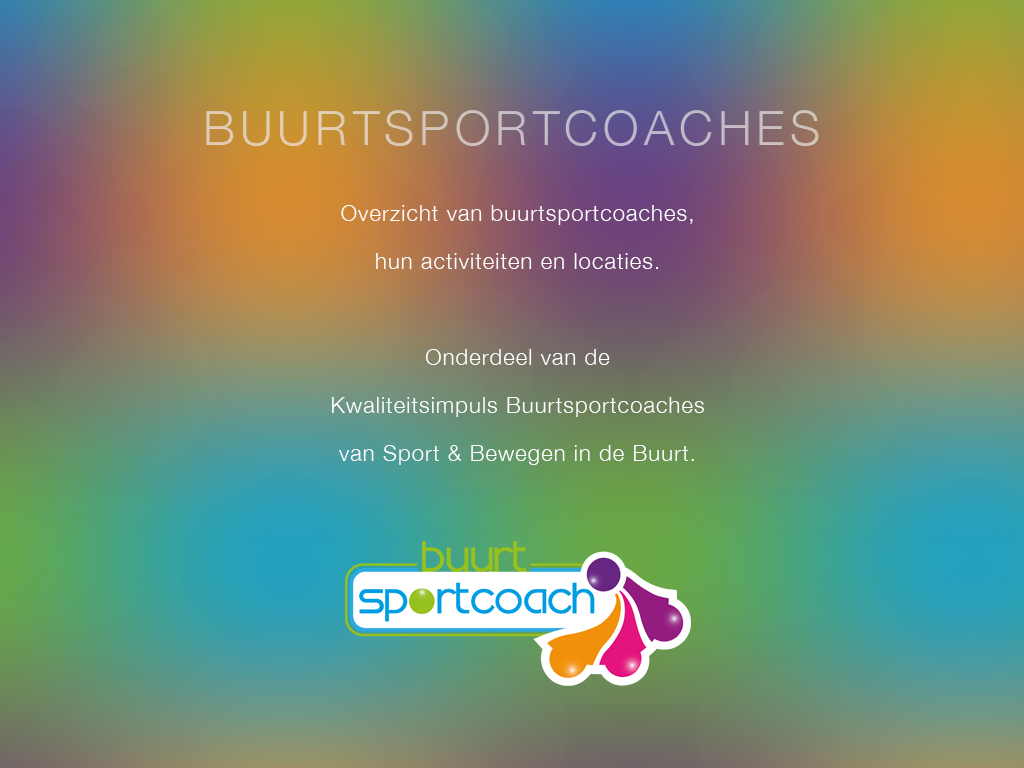 BUURTSPORTCOACHES
Overzicht van buurtsportcoaches,
hun activiteiten en locaties.
Onderdeel van de
Kwaliteitsimpuls Buurtsportcoaches
van Sport & Bewegen in de Buurt.
buurt
sportcoach